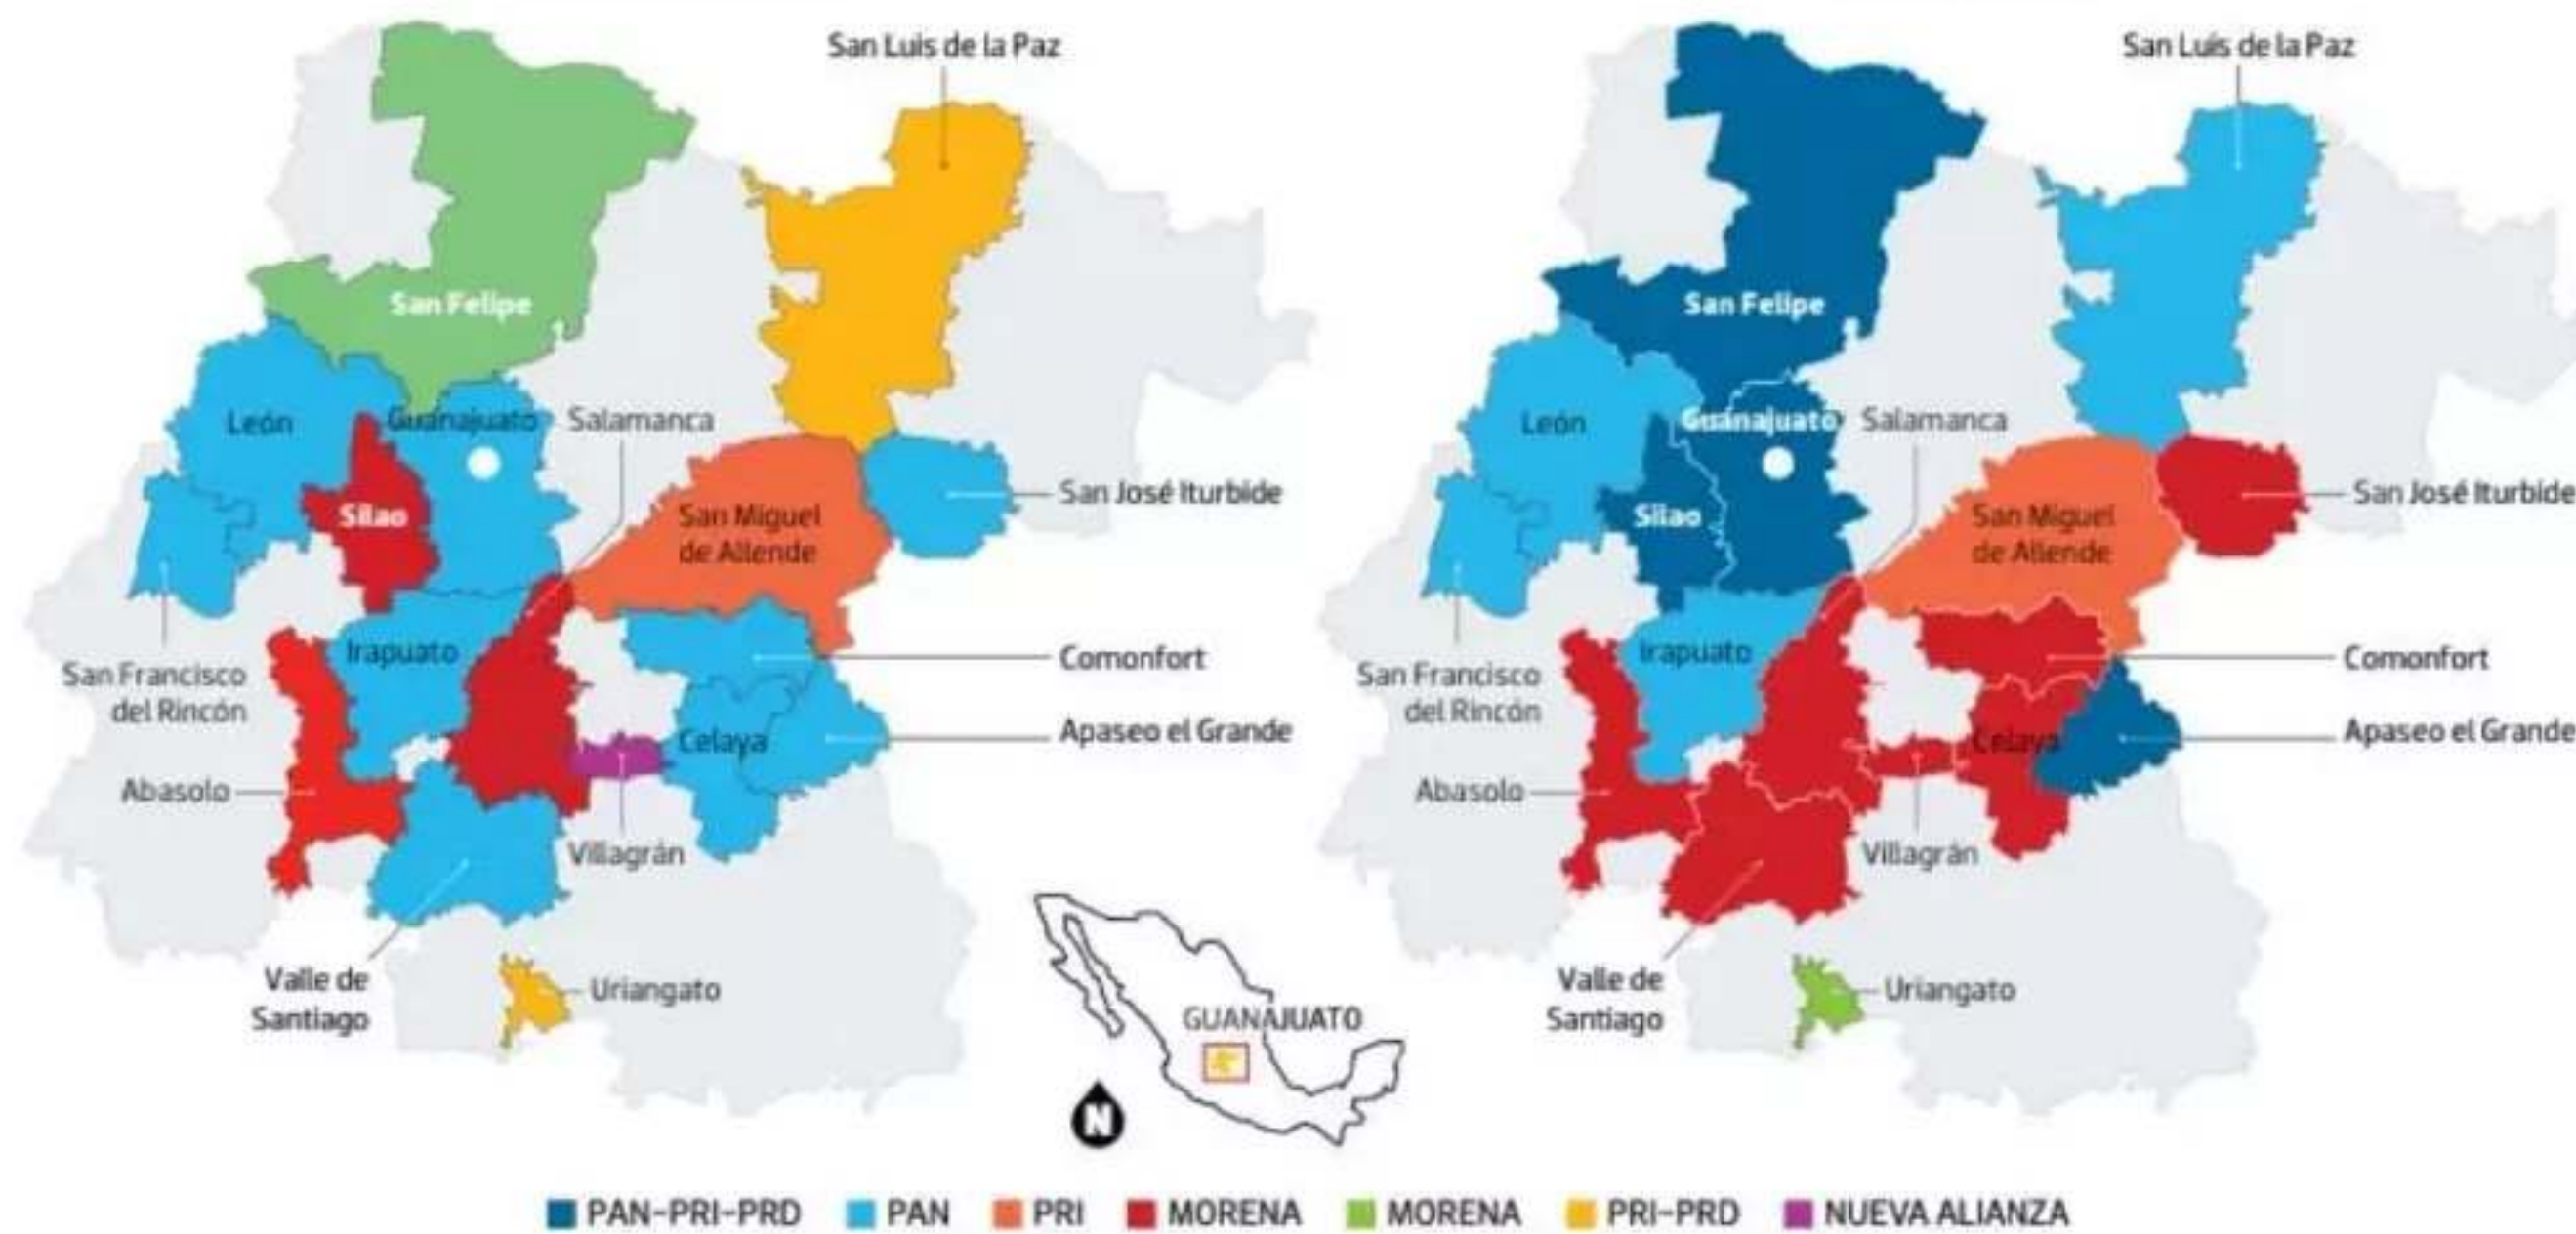 San Luis de la Paz
San Felipe
León
Guanajuato
Salamanca
Silao
San Miguel
de Allende
San José Iturbide
Irapuato
San Francisco
del Rincón
Comonfort
Celaya
Apaseo el Grande
Abasolo
Villagrán
Valle de
Santiago
Uriangato
San Luis de la Paz
San Felipe
León
Guanajuato
Salamanca
Silao
San Miguel
de Allende
San José Iturbide
Irapuato
San Francisco
del Rincón
Comonfort
Celaya
Apaseo el Grande
Abasolo
Villagrán
Valle de
Santiago
Uriangato
GUANAJUATO
N
PAN-PRI-PRD PAN PRI MORENA MORENA PRI-PRD NUEVA ALIANZA